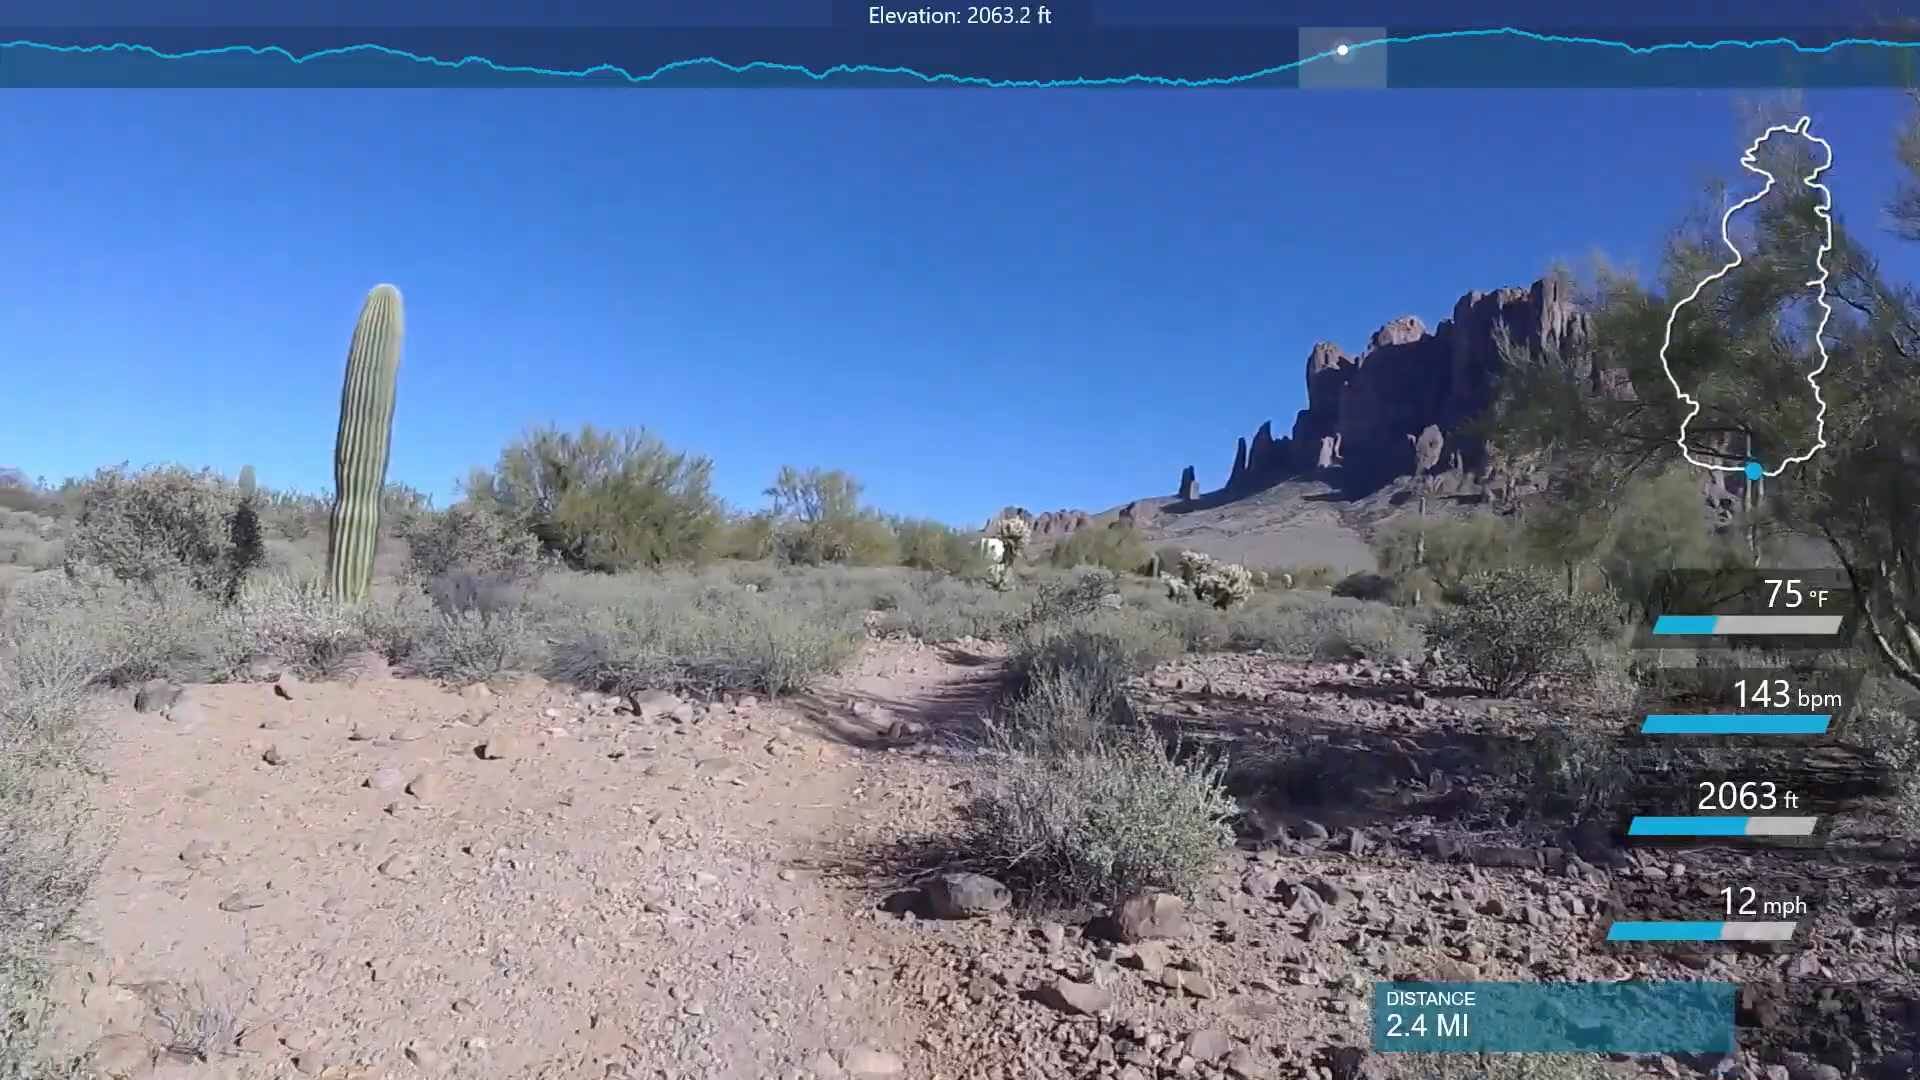 Elevation: 2063.2 ft
75 °F
143 bpm
2063 ft
12 mph
DISTANCE
2.4 MI